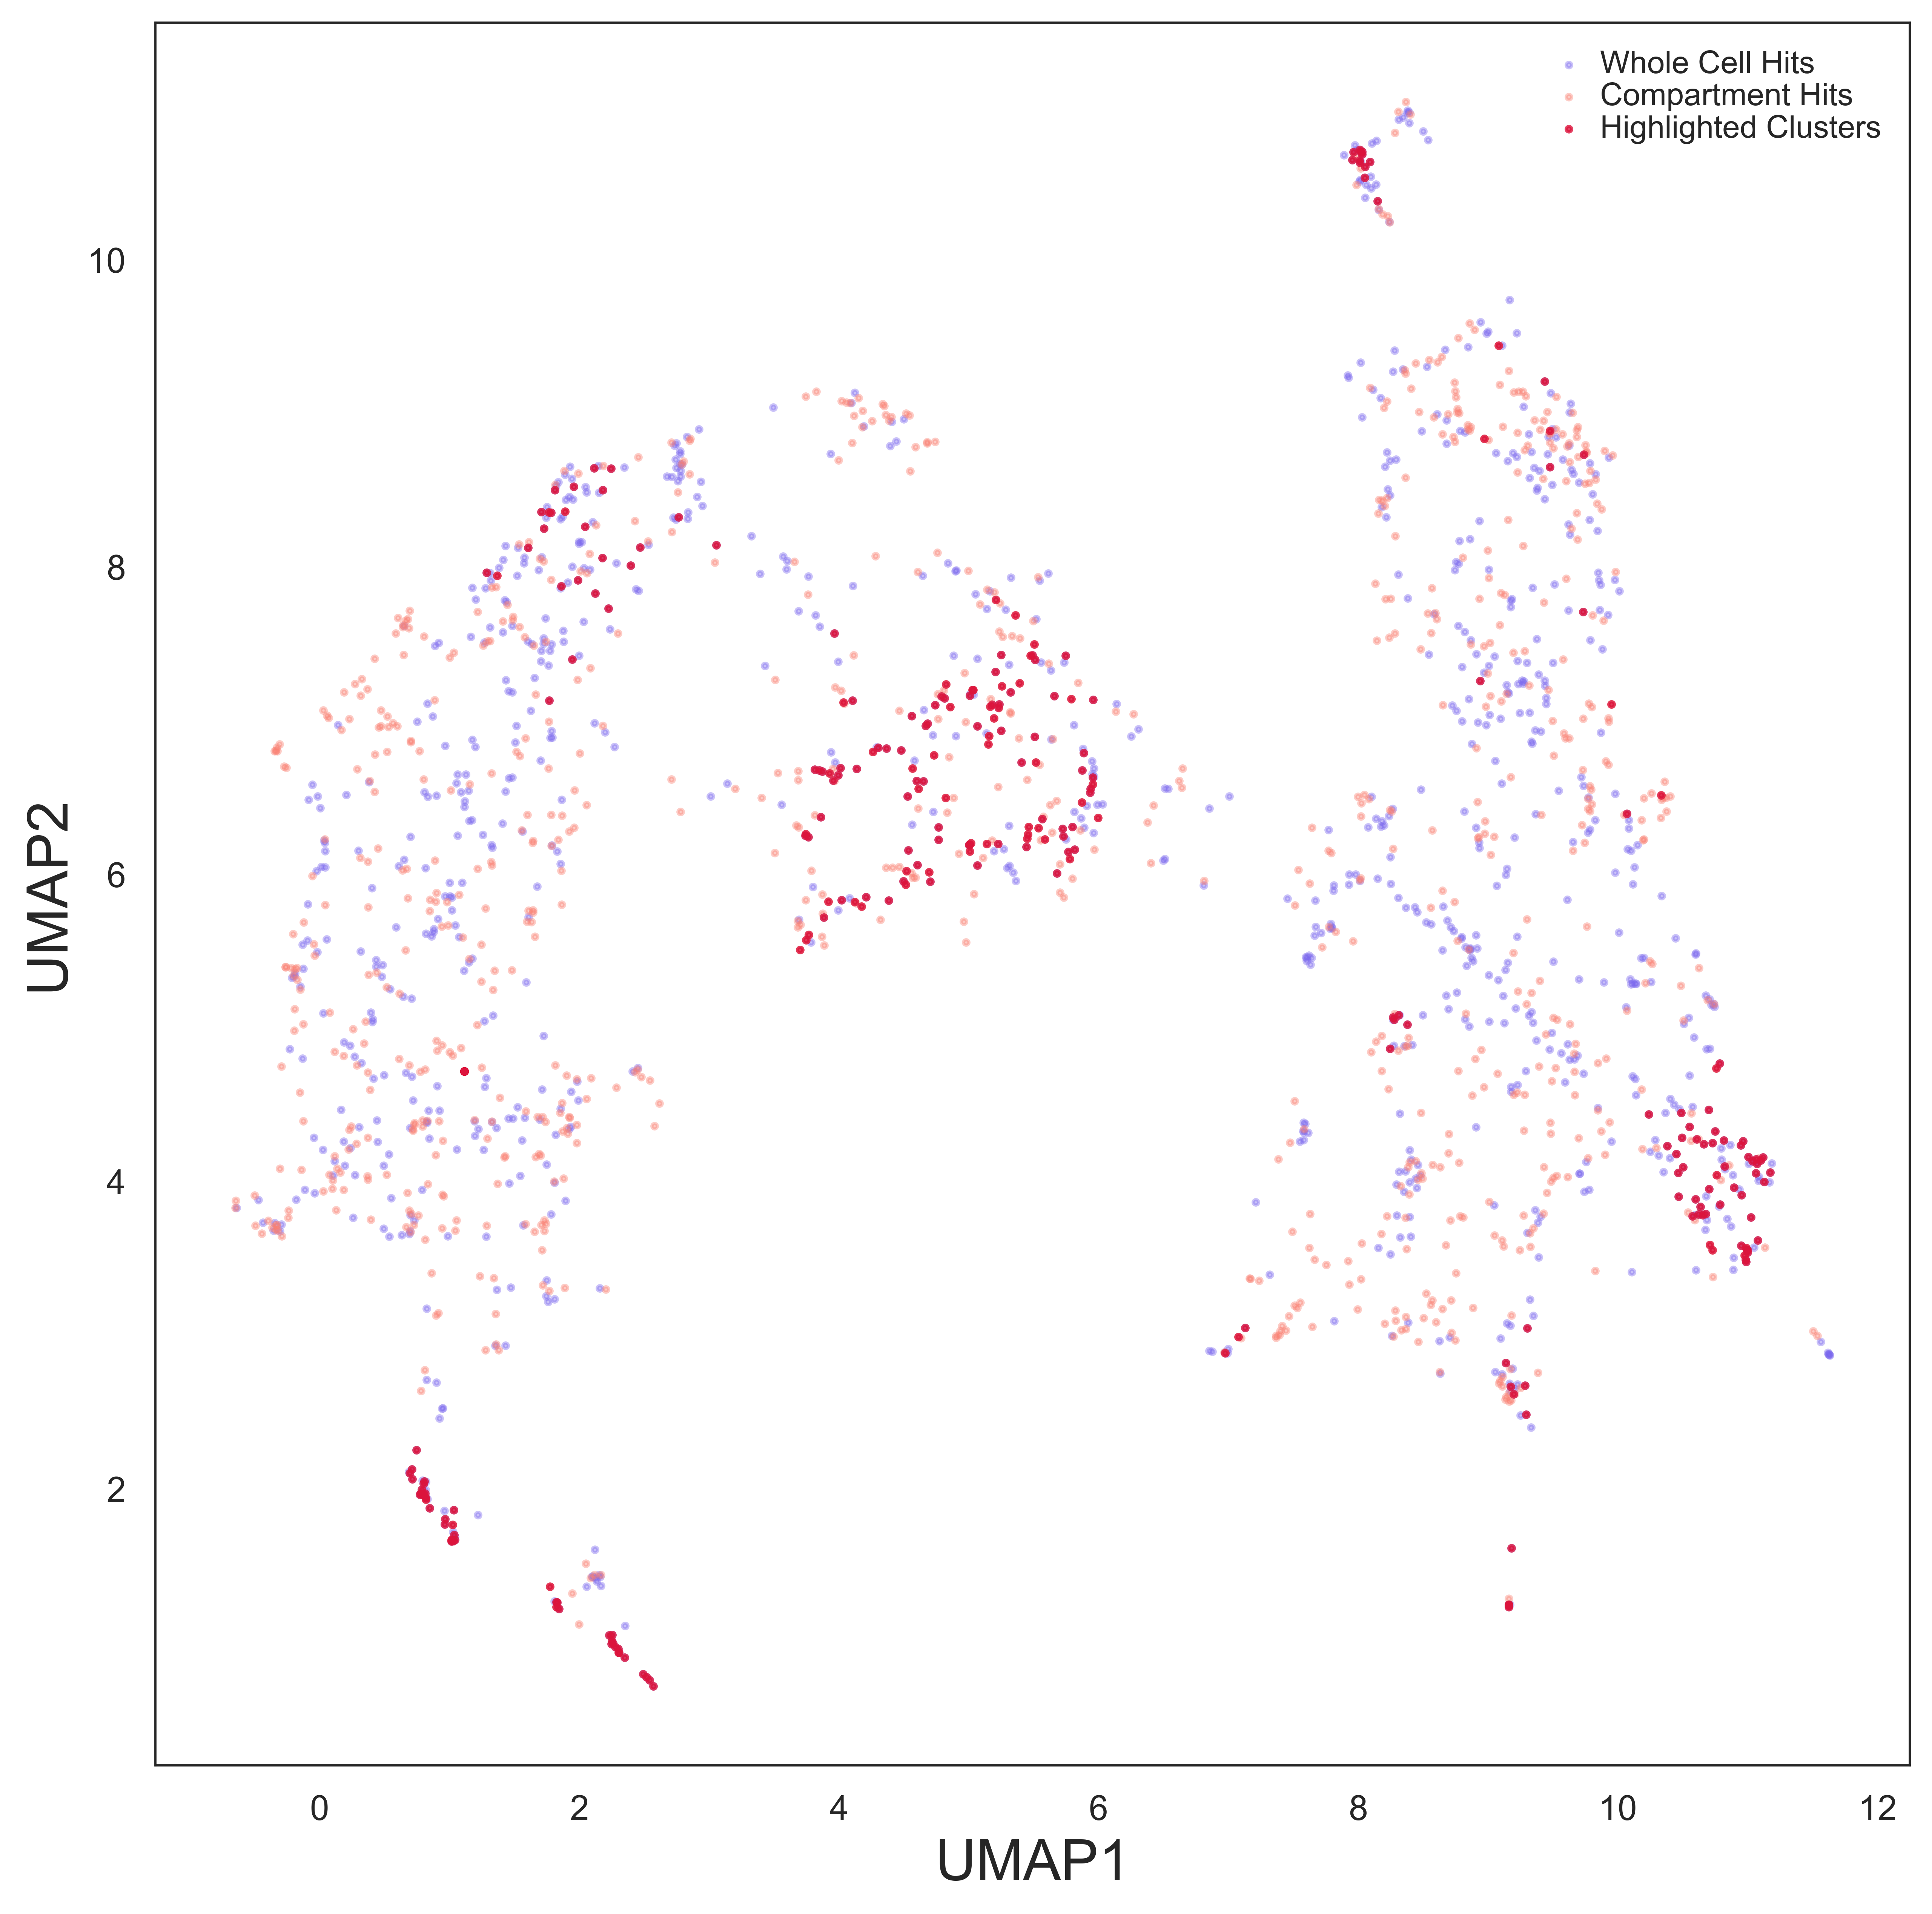 Whole Cell Hits
Compartment Hits
Highlighted Clusters
10
8
6
4
2
UMAP2
0 2 4 6 8 10 12
UMAP1